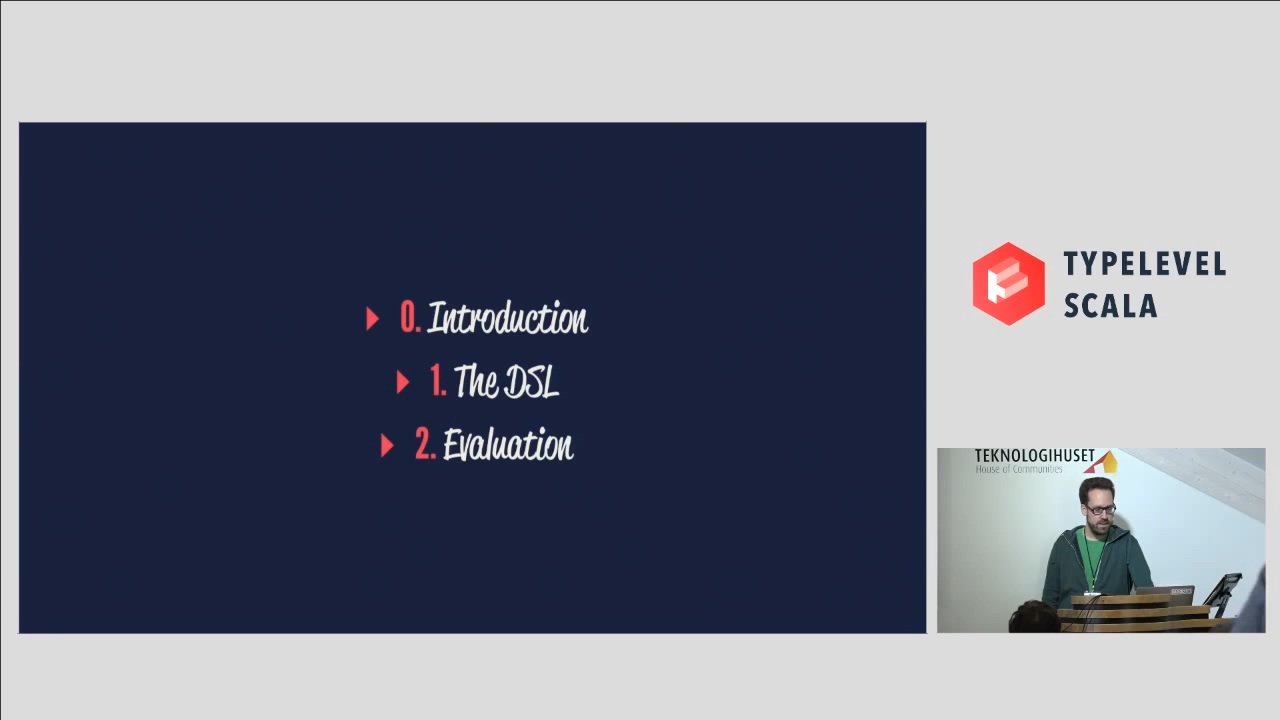 0. Introduction
1. The DSL
2. Evaluation
TYPELEVEL
SCALA
TEKNOLOGIHUSET
House of Communities